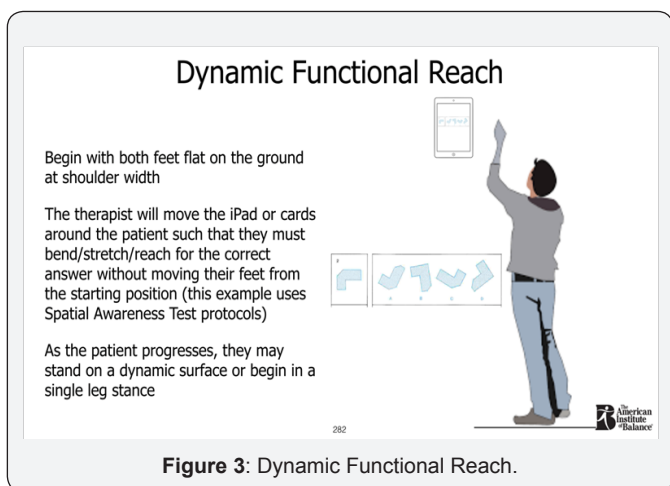 Dynamic Functional Reach
Begin with both feet flat on the ground
at shoulder width
The therapist will move the iPad or cards
around the patient such that they must
bend/stretch/reach for the correct
answer without moving their feet from
the starting position (this example uses
Spatial Awareness Test protocols)
As the patient progresses, they may
stand on a dynamic surface or begin in a
single leg stance
282
The
American
Institute
of Balance
Figure 3: Dynamic Functional Reach.